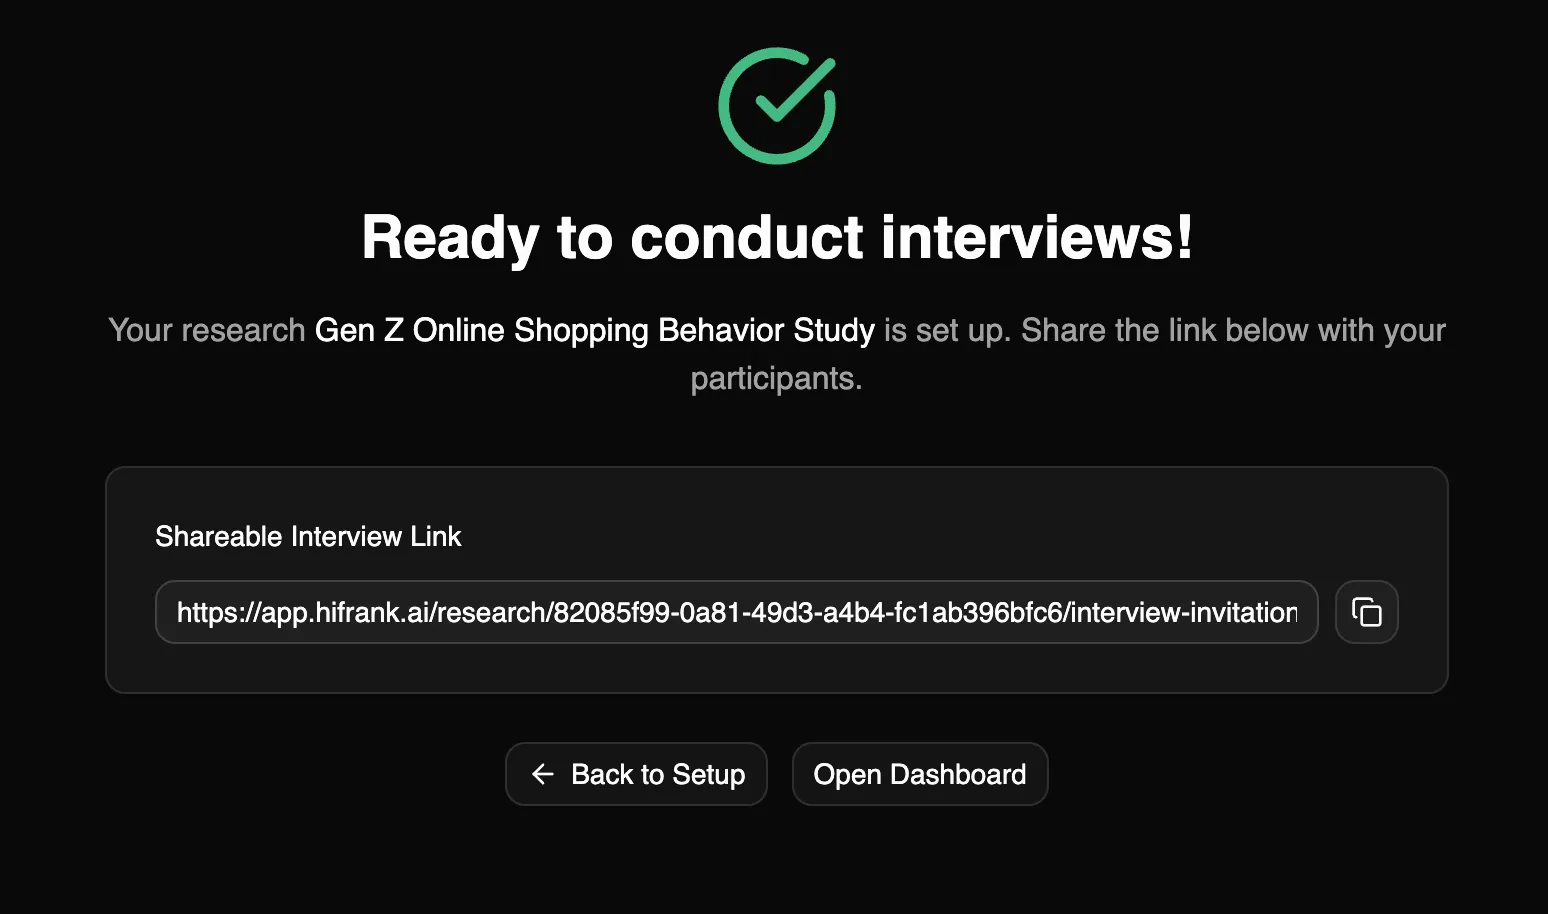 Ready to conduct interviews!
Your research Gen Z Online Shopping Behavior Study is set up. Share the link below with your
participants.
Shareable Interview Link
https://app.hifrank.ai/research/82085f99-0a81-49d3-a4b4-fc1ab396bfc6/interview-invitation
Back to Setup
Open Dashboard